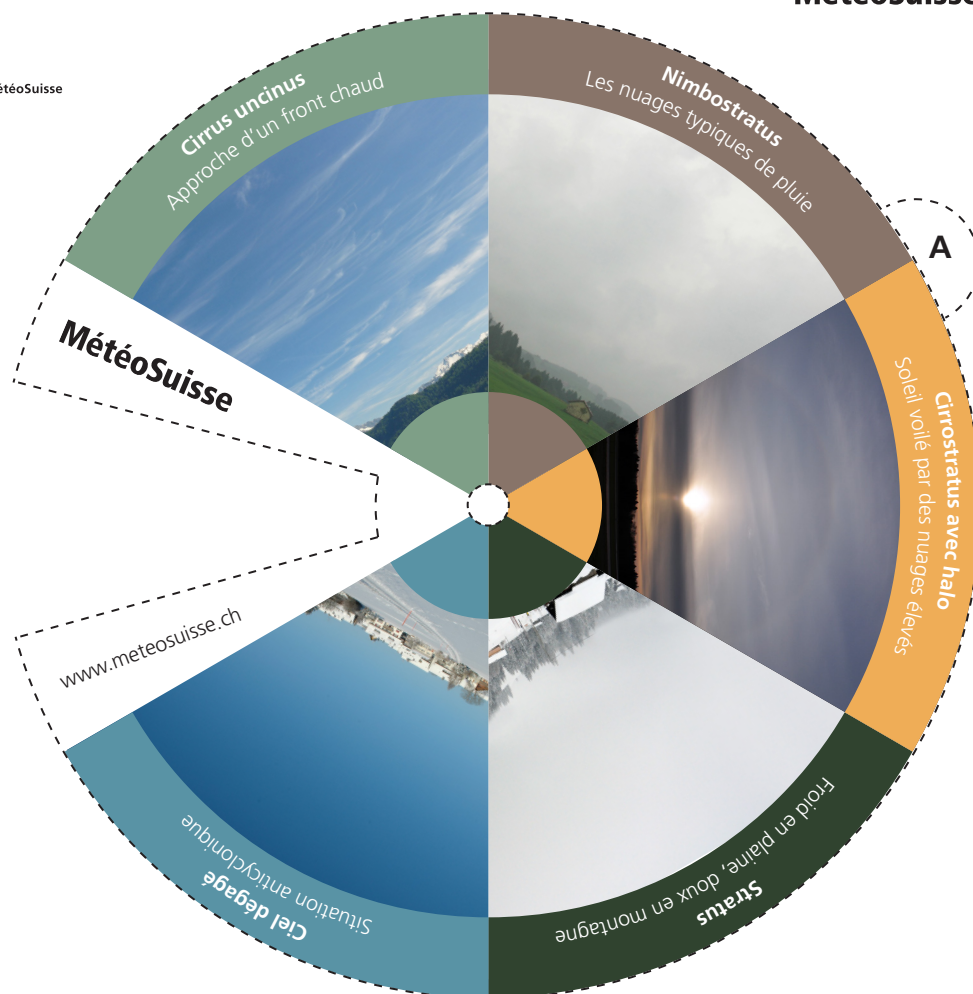 MétéoSuisse
étéoSuisse
Cirrus uncinus
Approche d'un front chaud
Nimbostratus
Les nuages typiques de pluie
A
Cirrostratus avec halo
Soleil voilé par des nuages élevés
Stratus
Froid en plaine, doux en montagne
Ciel dégagé
Situation anticyclonique
MétéoSuisse
www.meteosuisse.ch